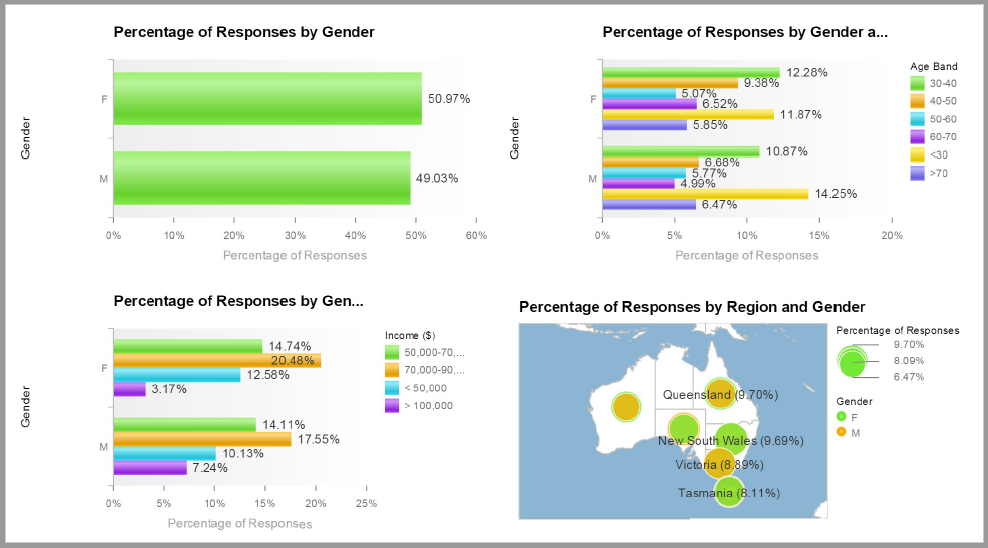 Percentage of Responses by Gender
Gender
F
50.97%
M
49.03%
0% 10% 20% 30% 40% 50% 60%
Percentage of Responses
Percentage of Responses by Gender a...
Gender
F
12.28%
9.38%
5.07%
6.52%
11.87%
5.85%
M
10.87%
6.68%
5.77%
4.99%
14.25%
6.47%
0% 5% 10% 15% 20%
Percentage of Responses
Age Band
30-40
40-50
50-60
60-70
<30
>70
Percentage of Responses by Gen...
Gender
F
14.74%
20.48%
12.58%
3.17%
M
14.11%
17.55%
10.13%
7.24%
0% 5% 10% 15% 20% 25%
Percentage of Responses
Income ($)
50,000-70,...
70,000-90,...
< 50,000
> 100,000
Percentage of Responses by Region and Gender
Queensland (9.70%)
New South Wales (9.69%)
Victoria (8.89%)
Tasmania (8.11%)
Percentage of Responses
9.70%
8.09%
6.47%
Gender
F
M